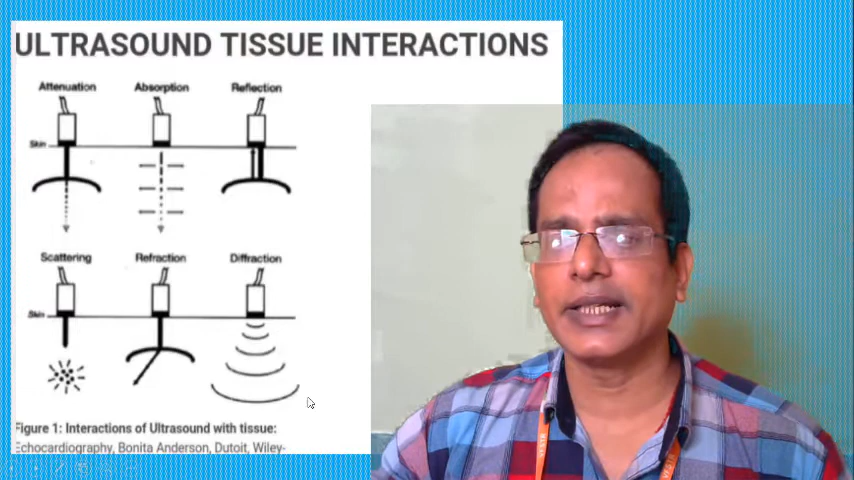 ULTRASOUND TISSUE INTERACTIONS
Attenuation Absorption Reflection
Skin
Scattering Refraction Diffraction
Skin
Figure 1: Interactions of Ultrasound with tissue:
Echocardiography, Bonita Anderson, Dutoit, Wiley-